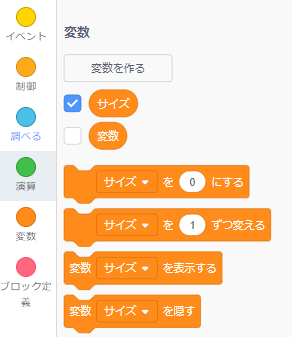 イベント
制御
調べる
演算
変数
ブロック定
義
変数
変数を作る
サイズ
変数
サイズ を 0 にする
サイズ を 1 ずつ変える
変数 サイズ を表示する
変数 サイズ を隠す